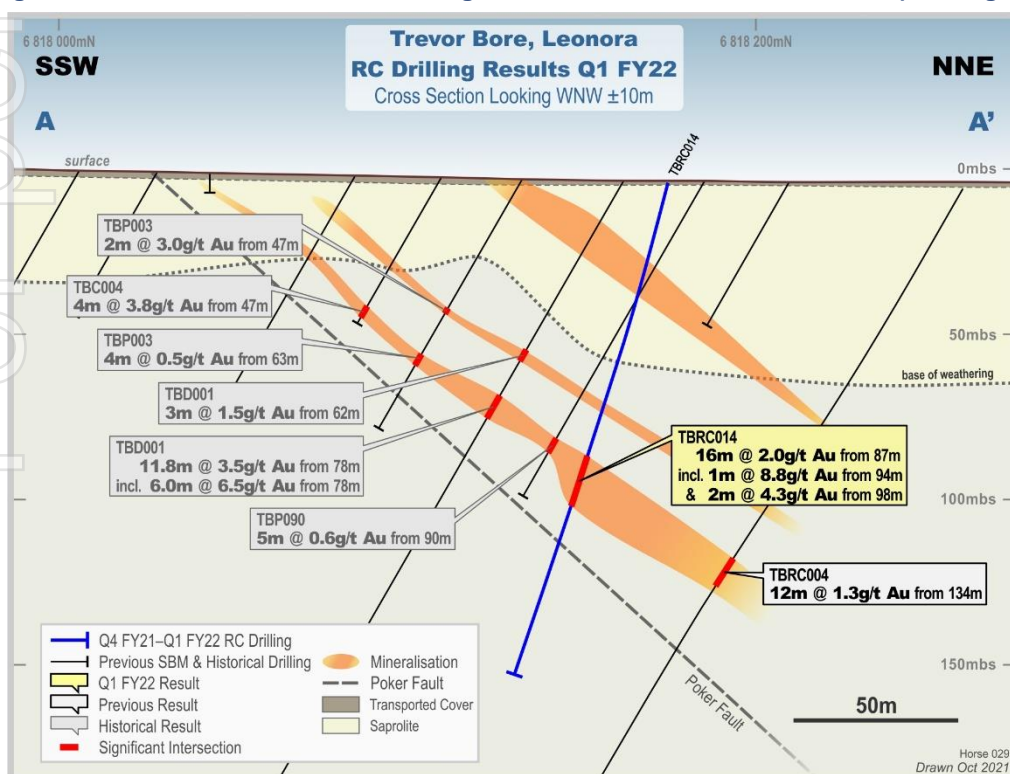 6 818 000mN
6 818 200mN
SSW
NNE
Trevor Bore, Leonora
RC Drilling Results Q1 FY22
Cross Section Looking WNW ±10m
A
A'
surface
TBRC014
0mbs
TBP003
2m @ 3.0g/t Au from 47m
TBC004
4m @ 3.8g/t Au from 47m
50mbs
TBP003
4m @ 0.5g/t Au from 63m
base of weathering
TBD001
3m @ 1.5g/t Au from 62m
TBD001
11.8m @ 3.5g/t Au from 78m
incl. 6.0m @ 6.5g/t Au from 78m
TBRC014
16m @ 2.0g/t Au from 87m
incl. 1m @ 8.8g/t Au from 94m
& 2m @ 4.3g/t Au from 98m
100mbs
TBP090
5m @ 0.6g/t Au from 90m
TBRC004
12m @ 1.3g/t Au from 134m
Q4 FY21–Q1 FY22 RC Drilling
Previous SBM & Historical Drilling
Q1 FY22 Result
Previous Result
Historical Result
Significant Intersection
Mineralisation
Poker Fault
Transported Cover
Saprolite
150mbs
Poker Fault
50m
Horse 029
Drawn Oct 2021